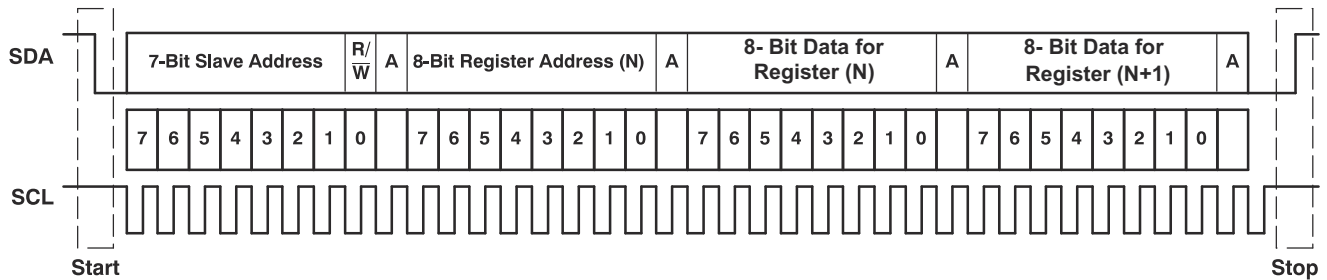 SDA
7-Bit Slave Address
R/
W
A
8-Bit Register Address (N)
A
8- Bit Data for
Register (N)
A
8- Bit Data for
Register (N+1)
A
7 6 5 4 3 2 1 0 7 6 5 4 3 2 1 0 7 6 5 4 3 2 1 0 7 6 5 4 3 2 1 0
SCL
Start
Stop